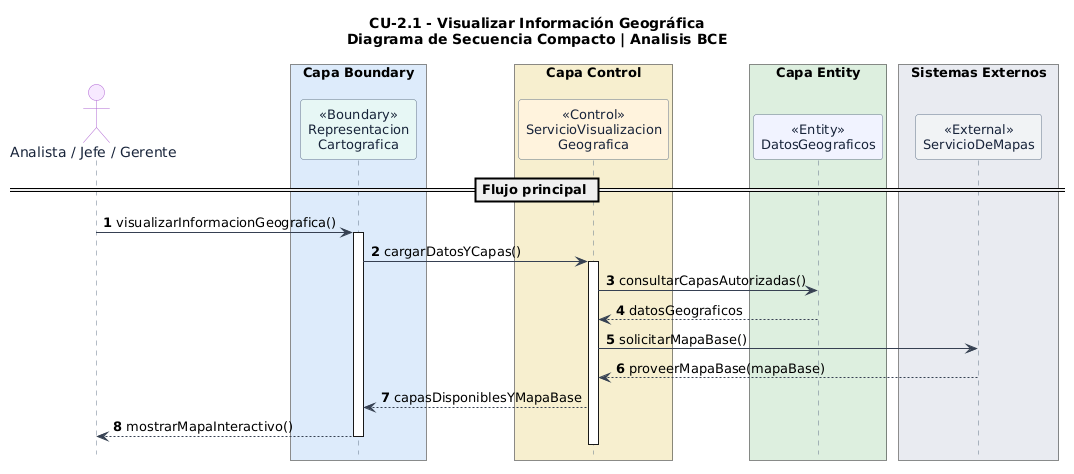 CU-2.1 - Visualizar Información Geográfica
Diagrama de Secuencia Compacto | Analisis BCE
Capa Boundary
Capa Control
Capa Entity
Sistemas Externos
Analista / Jefe / Gerente
«Boundary»
Representacion
Cartografica
«Control»
ServicioVisualizacion
Geografica
«Entity»
DatosGeograficos
«External»
ServicioDeMapas
Flujo principal
1 visualizarInformacionGeografica()
2 cargarDatosYCapas()
3 consultarCapasAutorizadas()
4 datosGeograficos
5 solicitarMapaBase()
6 proveerMapaBase(mapaBase)
7 capasDisponiblesYMapaBase
8 mostrarMapaInteractivo()